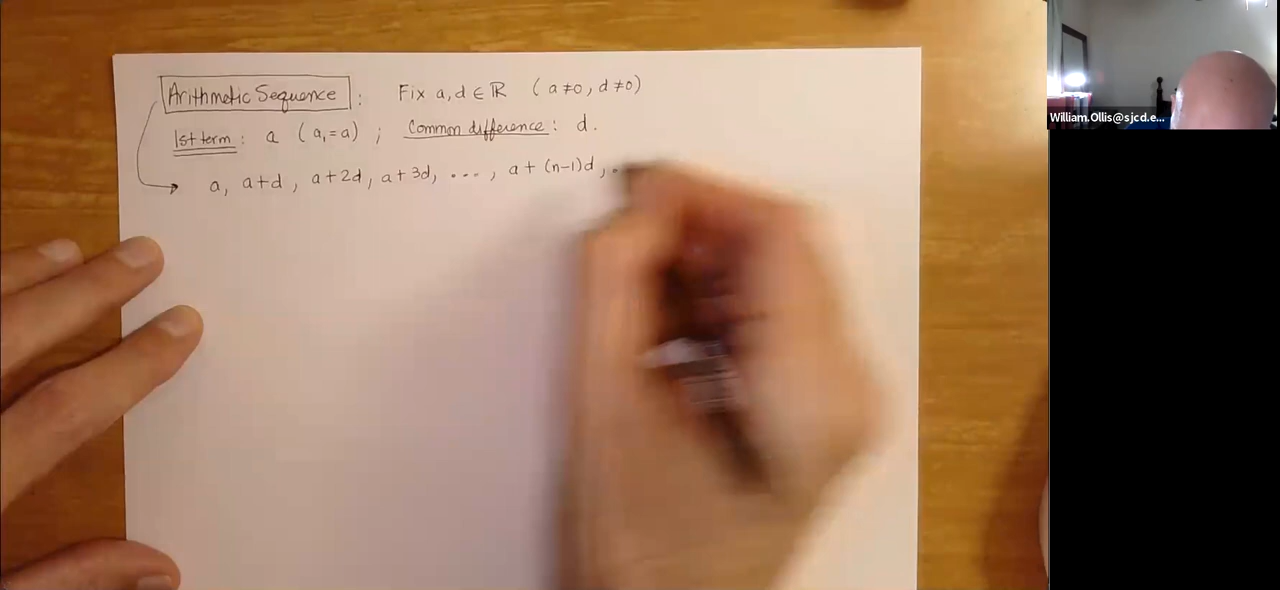 Arithmetic Sequence : Fix a, d ∈ ℝ (a ≠ 0, d ≠ 0)
1st term : a (a₁ = a) ; Common difference : d.
a, a+d, a+2d, a+3d, ..., a+(n-1)d, .
William.Ollis@sjcd.e...